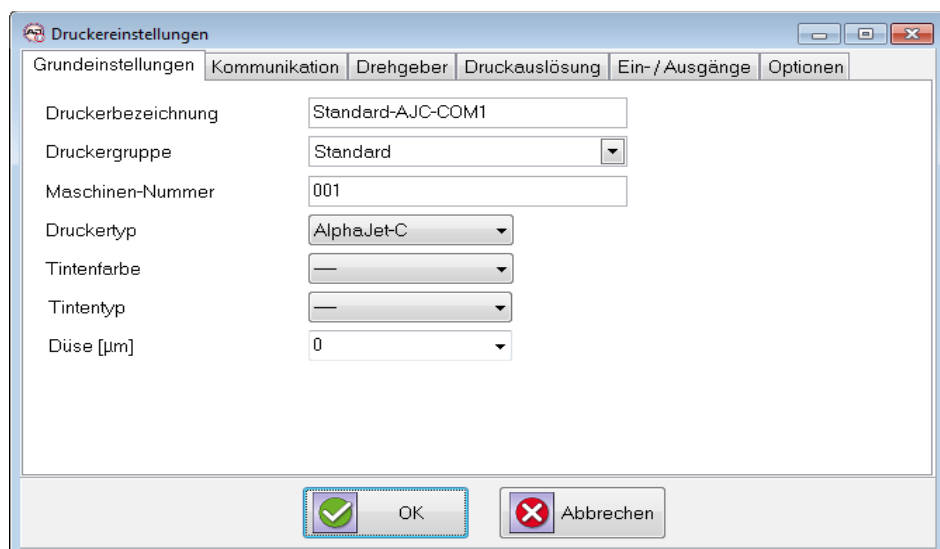 Druckereinstellungen
Grundeinstellungen Kommunikation Drehgeber Druckauslösung Ein-/Ausgänge Optionen
Druckerbezeichnung Standard-AJC-COM1
Druckergruppe Standard
Maschinen-Nummer 001
Druckertyp AlphaJet-C
Tintenfarbe —
Tintentyp —
Düse [µm] 0
OK Abbrechen